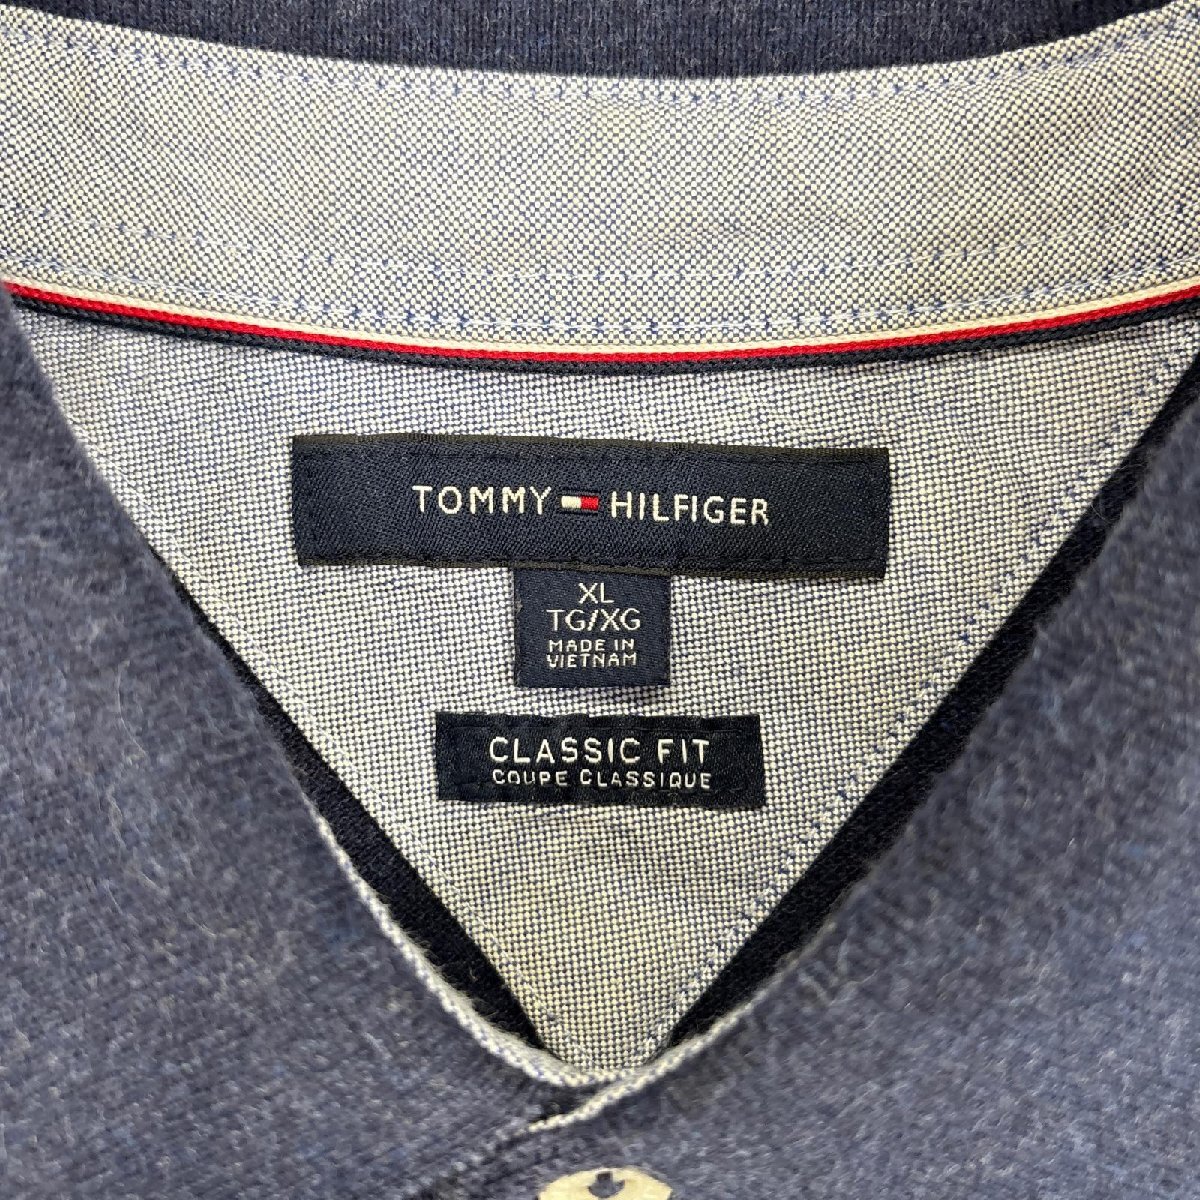 TOMMY HILFIGER
XL
TG/XG
MADE IN
VIETNAM
CLASSIC FIT
COUPE CLASSIQUE